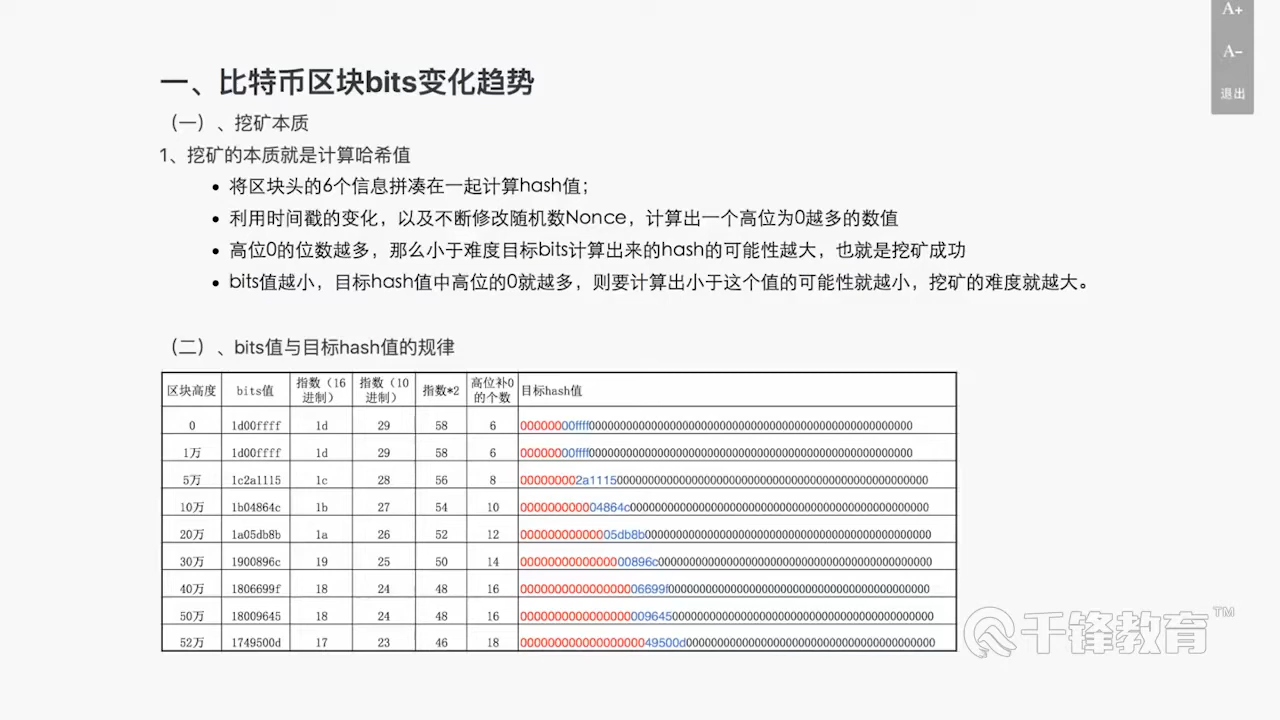 A+
A-
退出
一、比特币区块bits变化趋势
（一）、挖矿本质
1、挖矿的本质就是计算哈希值
• 将区块头的6个信息拼凑在一起计算hash值；
• 利用时间戳的变化，以及不断修改随机数Nonce，计算出一个高位为0越多的数值
• 高位0的位数越多，那么小于难度目标bits计算出来的hash的可能性越大，也就是挖矿成功
• bits值越小，目标hash值中高位的0就越多，则要计算出小于这个值的可能性就越小，挖矿的难度就越大。
（二）、bits值与目标hash值的规律
区块高度 bits值 指数（16进制） 指数（10进制） 指数*2 高位补0的个数 目标hash值
0 1d00ffff 1d 29 58 6 00000000ffff0000000000000000000000000000000000000000000000000000
1万 1d00ffff 1d 29 58 6 00000000ffff0000000000000000000000000000000000000000000000000000
5万 1c2a1115 1c 28 56 8 000000002a111500000000000000000000000000000000000000000000000000
10万 1b04864c 1b 27 54 10 000000000004864c000000000000000000000000000000000000000000000000
20万 1a05db8b 1a 26 52 12 00000000000005db8b0000000000000000000000000000000000000000000000
30万 1900896c 19 25 50 14 0000000000000000896c00000000000000000000000000000000000000000000
40万 1806699f 18 24 48 16 000000000000000006699f000000000000000000000000000000000000000000
50万 18009645 18 24 48 16 0000000000000000009645000000000000000000000000000000000000000000
52万 1749500d 17 23 46 18 00000000000000000049500d0000000000000000000000000000000000000000
千锋教育™